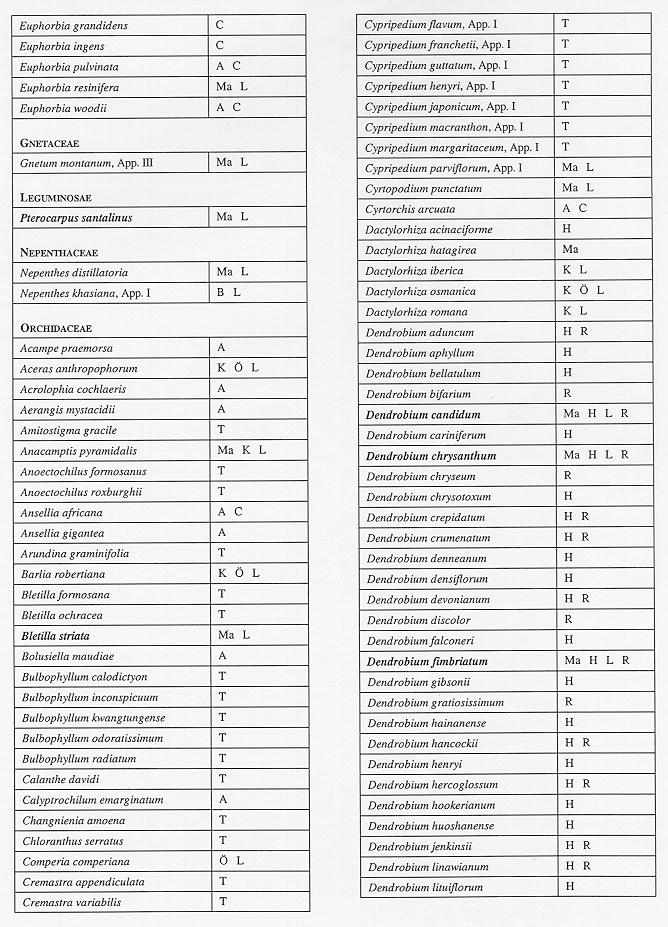 Euphorbia grandidens C
Euphorbia ingens C
Euphorbia pulvinata A C
Euphorbia resinifera Ma L
Euphorbia woodii A C
GNETACEAE
Gnetum montanum, App. III Ma L
LEGUMINOSAE
Pterocarpus santalinus Ma L
NEPENTHACEAE
Nepenthes distillatoria Ma L
Nepenthes khasiana, App. I B L
ORCHIDACEAE
Acampe praemorsa A
Aceras anthropophorum K Ö L
Acrolophia cochlearis A
Aerangis mystacidii A
Amitostigma gracile T
Anacamptis pyramidalis Ma K L
Anoectochilus formosanus T
Anoectochilus roxburghii T
Ansellia africana A C
Ansellia gigantea A
Arundina graminifolia T
Barlia robertiana K Ö L
Bletilla formosana T
Bletilla ochracea T
Bletilla striata Ma L
Bolusiella maudiae A
Bulbophyllum calodictyon T
Bulbophyllum inconspicuum T
Bulbophyllum kwangtungense T
Bulbophyllum odoratissimum T
Bulbophyllum radiatum T
Calanthe davidi T
Calyptrochilum emarginatum A
Changnienia amoena T
Chloranthus serratus T
Comperia comperiana Ö L
Cremastra appendiculata T
Cremastra variabilis T
Cypripedium flavum, App. I T
Cypripedium franchetii, App. I T
Cypripedium guttatum, App. I T
Cypripedium henyri, App. I T
Cypripedium japonicum, App. I T
Cypripedium macranthon, App. I T
Cypripedium margaritaceum, App. I T
Cypripedium parviflorum, App. I Ma L
Cyrtopodium punctatum Ma L
Cyrtorchis arcuata A C
Dactylorhiza acinaciforme H
Dactylorhiza hatagirea Ma
Dactylorhiza iberica K L
Dactylorhiza osmanica K Ö L
Dactylorhiza romana K L
Dendrobium aduncum H R
Dendrobium aphyllum H
Dendrobium bellatulum H
Dendrobium bifarium R
Dendrobium candidum Ma H L R
Dendrobium cariniferum H
Dendrobium chrysanthum Ma H L R
Dendrobium chryseum R
Dendrobium chrysotoxum H
Dendrobium crepidatum H R
Dendrobium crumenatum H R
Dendrobium denneanum H
Dendrobium densiflorum H
Dendrobium devonianum H R
Dendrobium discolor R
Dendrobium falconeri H
Dendrobium fimbriatum Ma H L R
Dendrobium gibsonii H
Dendrobium gratiosissimum R
Dendrobium hainanense H
Dendrobium hancockii H R
Dendrobium henryi H
Dendrobium hercoglossum H R
Dendrobium hookerianum H
Dendrobium huoshanense H
Dendrobium jenkinsii H R
Dendrobium linawianum H R
Dendrobium lituiflorum H